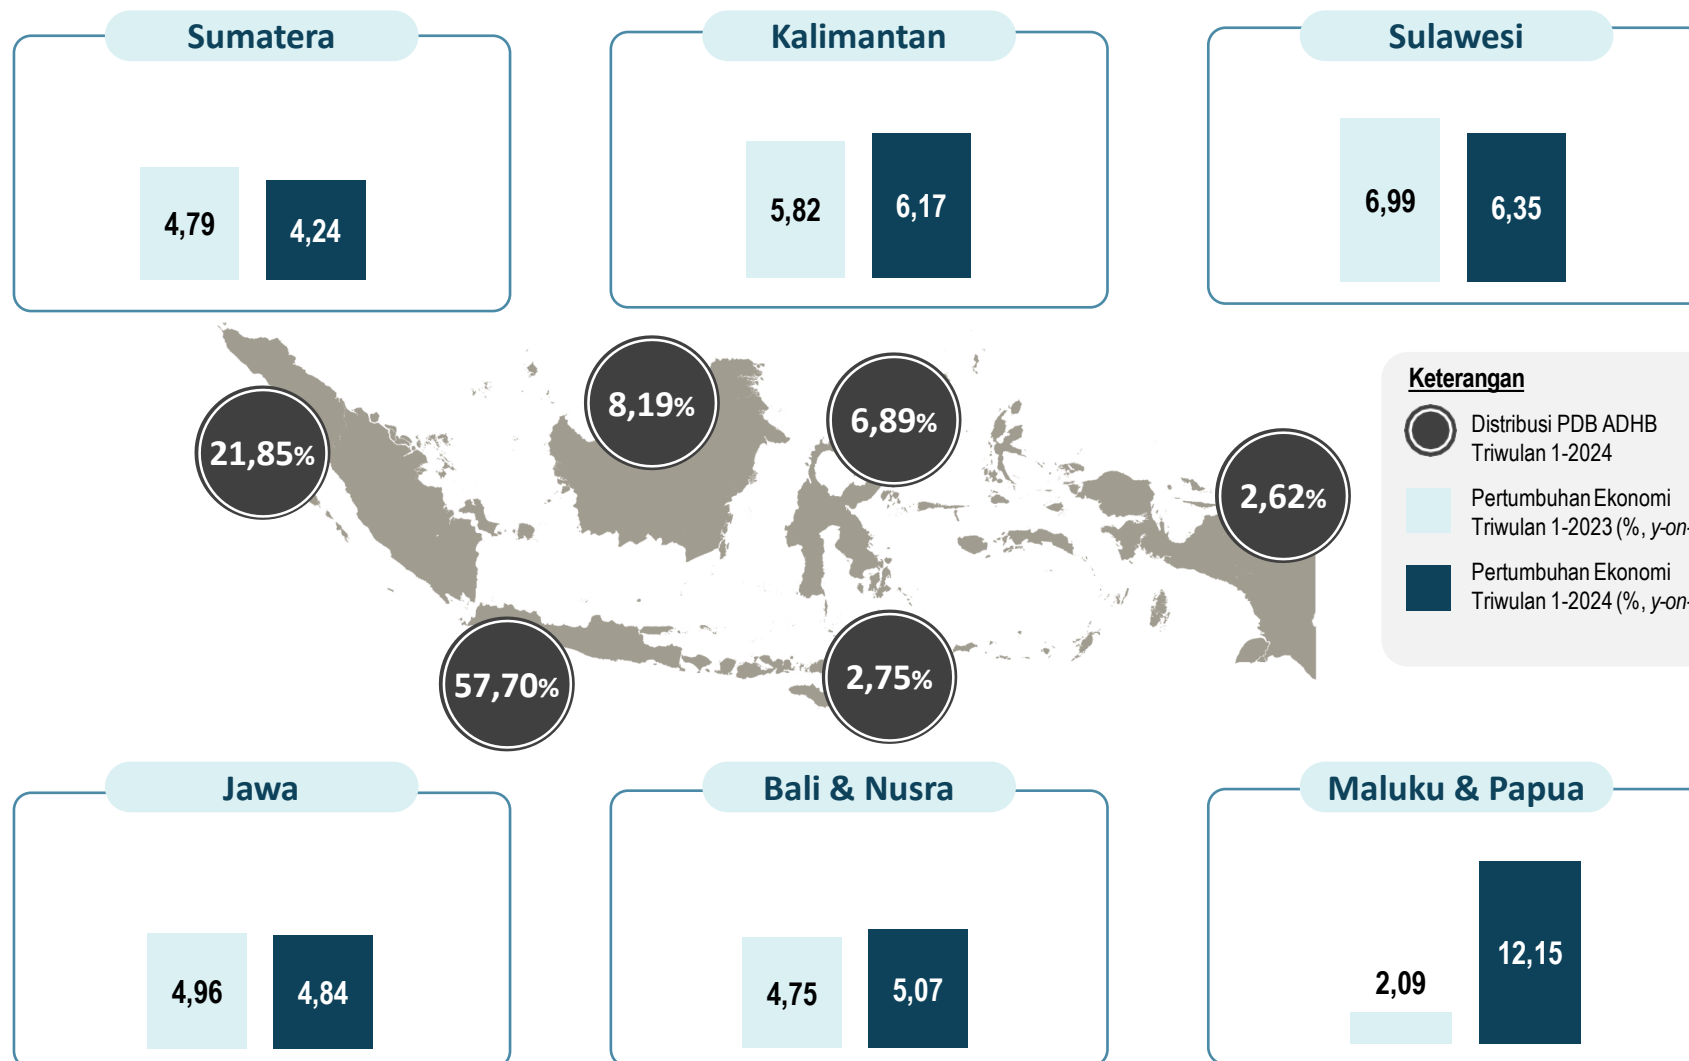 Sumatera
4,79
4,24
Kalimantan
5,82
6,17
Sulawesi
6,99
6,35
21,85%
8,19%
6,89%
2,62%
57,70%
2,75%
Keterangan
Distribusi PDB ADHB
Triwulan 1-2024
Pertumbuhan Ekonomi
Triwulan 1-2023 (%, y-on-
Pertumbuhan Ekonomi
Triwulan 1-2024 (%, y-on-
Jawa
4,96
4,84
Bali & Nusra
4,75
5,07
Maluku & Papua
2,09
12,15